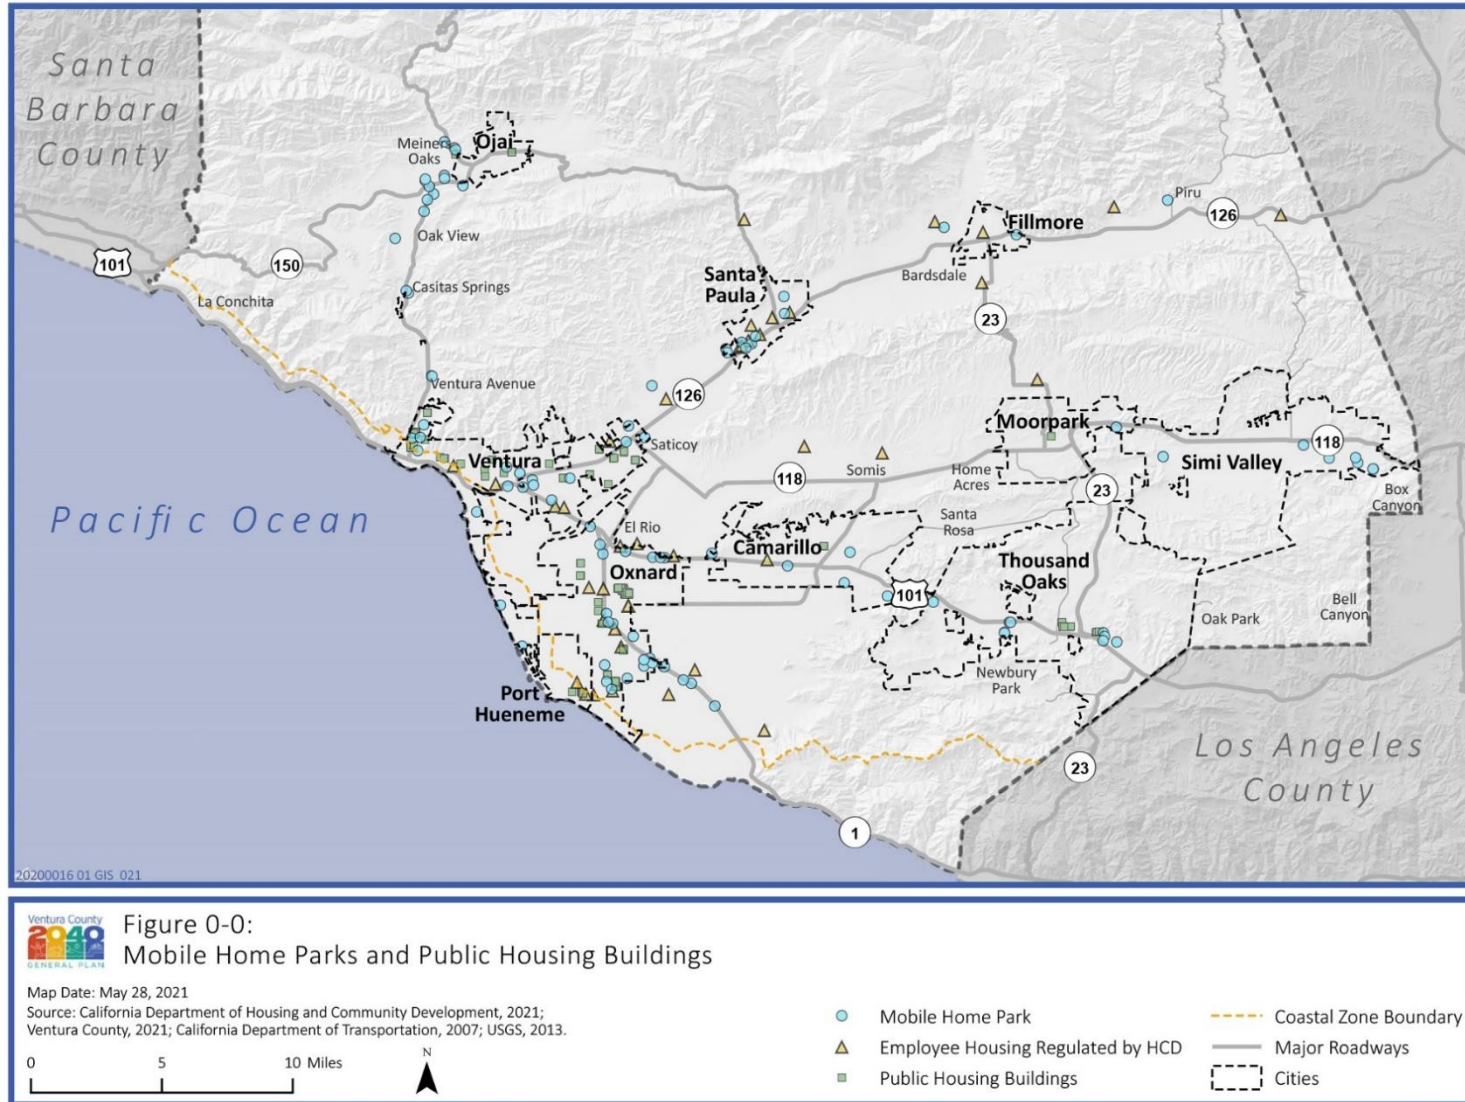 Santa
Barbara
County
Meiners
Oaks
Ojai
Piru
126
Fillmore
Oak View
101
150
Bardsdale
Santa
Paula
Casitas Springs
La Conchita
23
Ventura Avenue
126
Moorpark
Saticoy
118
Ventura
Simi Valley
Somis
Home
Acres
118
23
Box
Canyon
Pacific Ocean
El Rio
Santa
Rosa
Camarillo
Oxnard
Thousand
Oaks
101
Bell
Canyon
Oak Park
Newbury
Park
Port
Hueneme
Los Angeles
County
23
1
20200016 01 GIS 021
Ventura County
2040
GENERAL PLAN
Figure 0-0:
Mobile Home Parks and Public Housing Buildings
Map Date: May 28, 2021
Source: California Department of Housing and Community Development, 2021;
Ventura County, 2021; California Department of Transportation, 2007; USGS, 2013.
0 5 10 Miles
N
Mobile Home Park
Employee Housing Regulated by HCD
Public Housing Buildings
Coastal Zone Boundary
Major Roadways
Cities